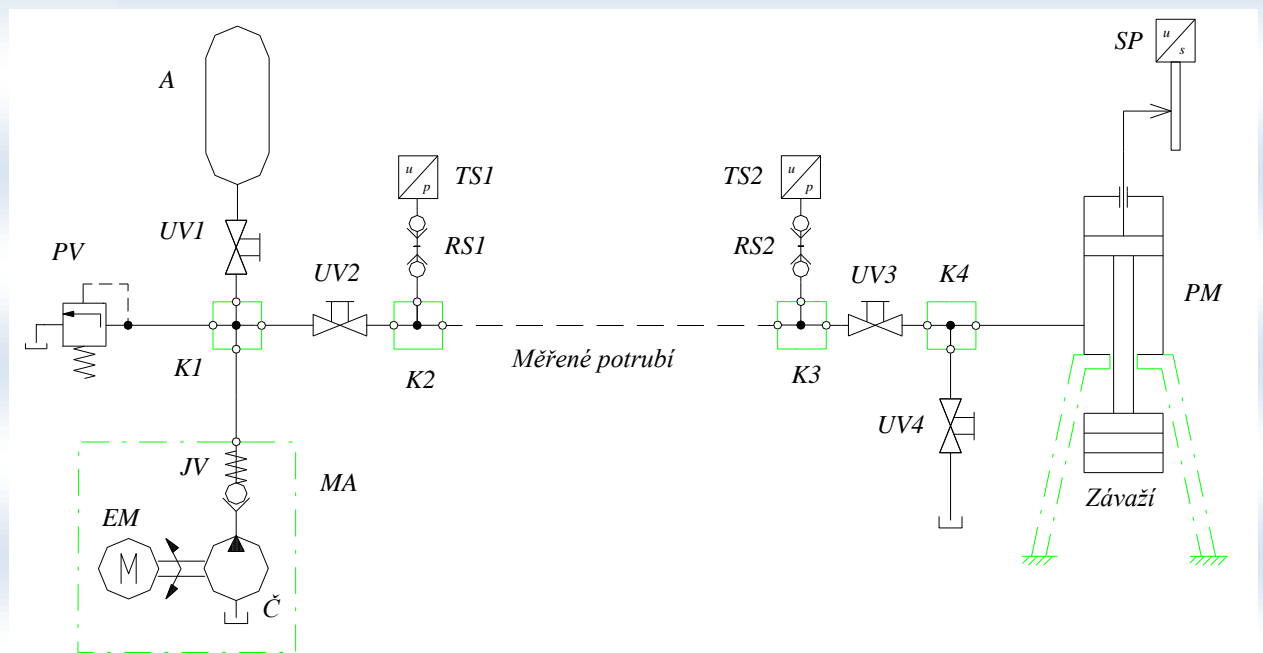 SP
u
s
A
u
p
TS1
TS2
u
p
UV1
RS1
RS2
PV
UV2
UV3
K4
PM
K1
K2
Měřené potrubí
K3
UV4
JV
MA
Závaží
EM
M
Č